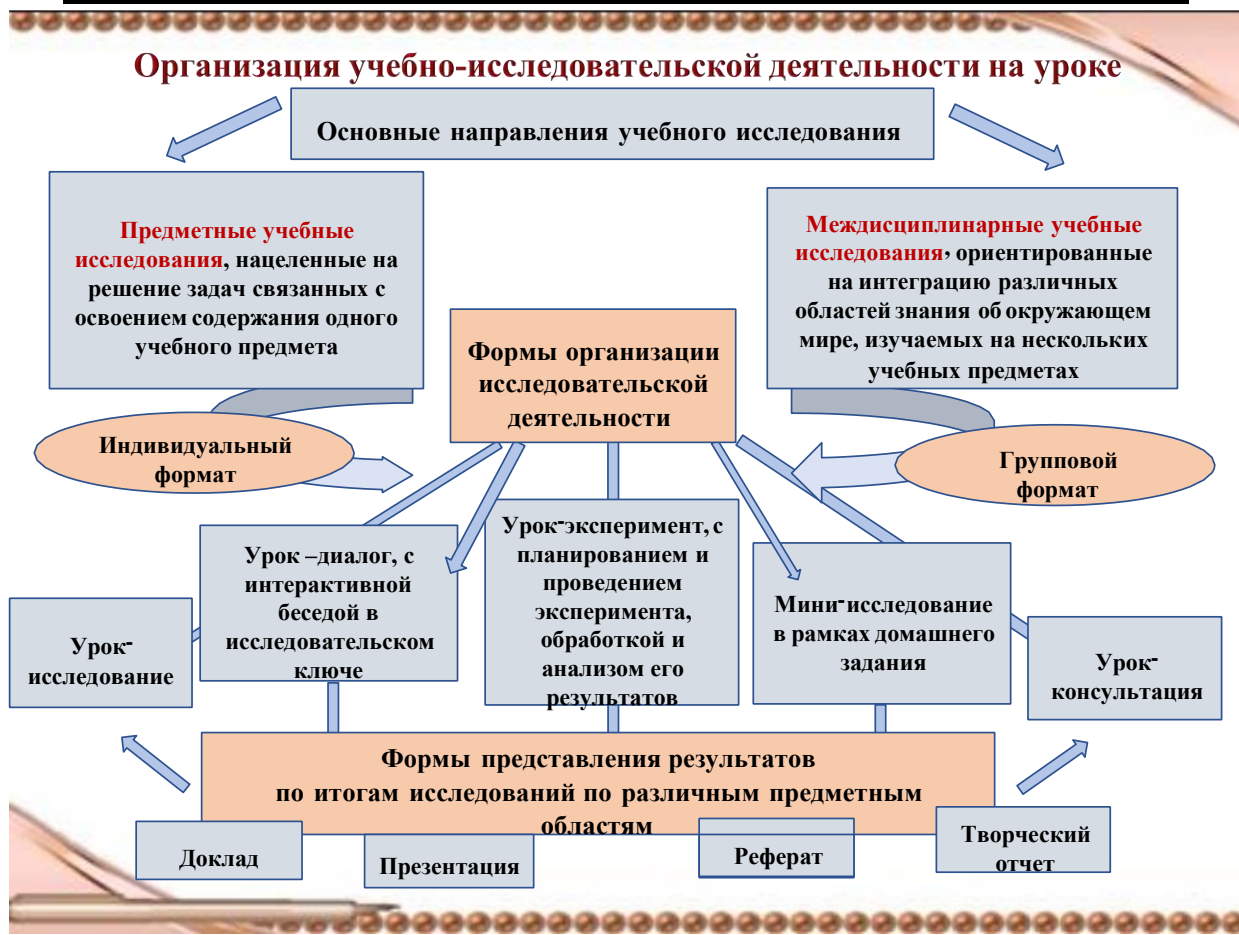 Организация учебно-исследовательской деятельности на уроке
Основные направления учебного исследования
Предметные учебные
исследования, нацеленные на
решение задач связанных с
освоением содержания одного
учебного предмета
Междисциплинарные учебные
исследования, ориентированные
на интеграцию различных
областей знания об окружающем
мире, изучаемых на нескольких
учебных предметах
Формы организации
исследовательской
деятельности
Индивидуальный
формат
Групповой
формат
Урок-
исследование
Урок –диалог, с
интерактивной
беседой в
исследовательском
ключе
Урок-эксперимент, с
планированием и
проведением
эксперимента,
обработкой и
анализом его
результатов
Мини-исследование
в рамках домашнего
задания
Урок-
консультация
Формы представления результатов
по итогам исследований по различным предметным
областям
Доклад
Презентация
Реферат
Творческий
отчет